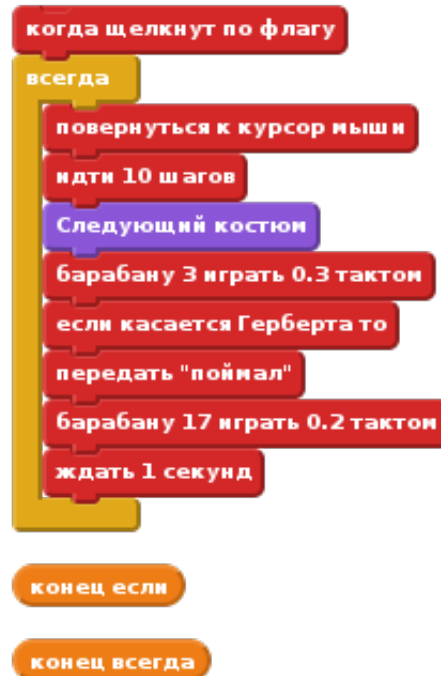 когда щелкнут по флагу
всегда
повернуться к курсор мыши
идти 10 шагов
Следующий костюм
барабану 3 играть 0.3 тактом
если касается Герберта то
передать "поймал"
барабану 17 играть 0.2 тактом
ждать 1 секунд
конец если
конец всегда